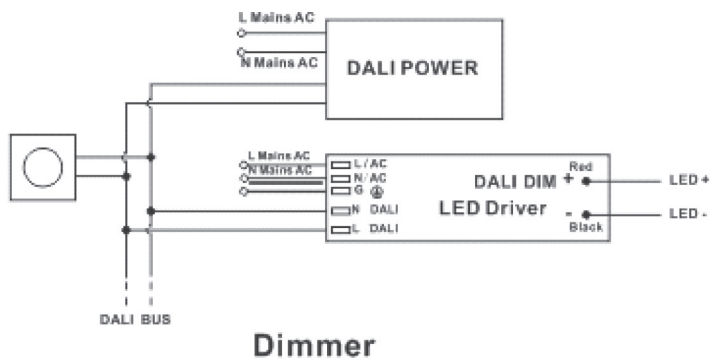 L Mains AC
N Mains AC
DALI POWER
L Mains AC
N Mains AC
L/AC
N/AC
G
N DALI
L DALI
DALI DIM
LED Driver
Red
+
-
Black
LED +
LED -
DALI BUS
Dimmer